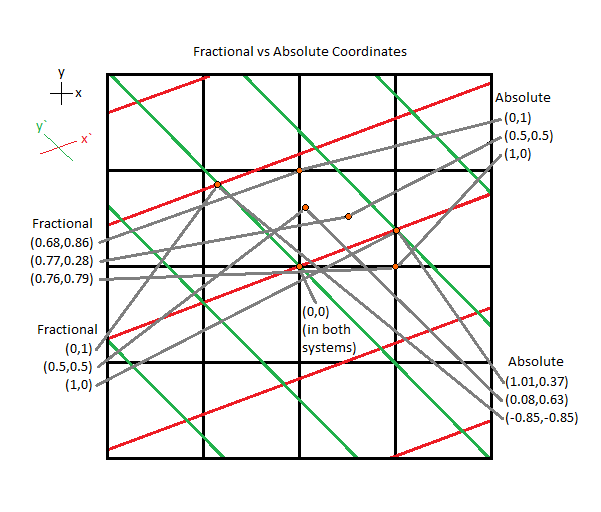 Fractional vs Absolute Coordinates
y
x
y`
x`
Absolute
(0,1)
(0.5,0.5)
(1,0)
Fractional
(0.68,0.86)
(0.77,0.28)
(0.76,0.79)
(0,0)
(in both
systems)
Fractional
(0,1)
(0.5,0.5)
(1,0)
Absolute
(1.01,0.37)
(0.08,0.63)
(-0.85,-0.85)